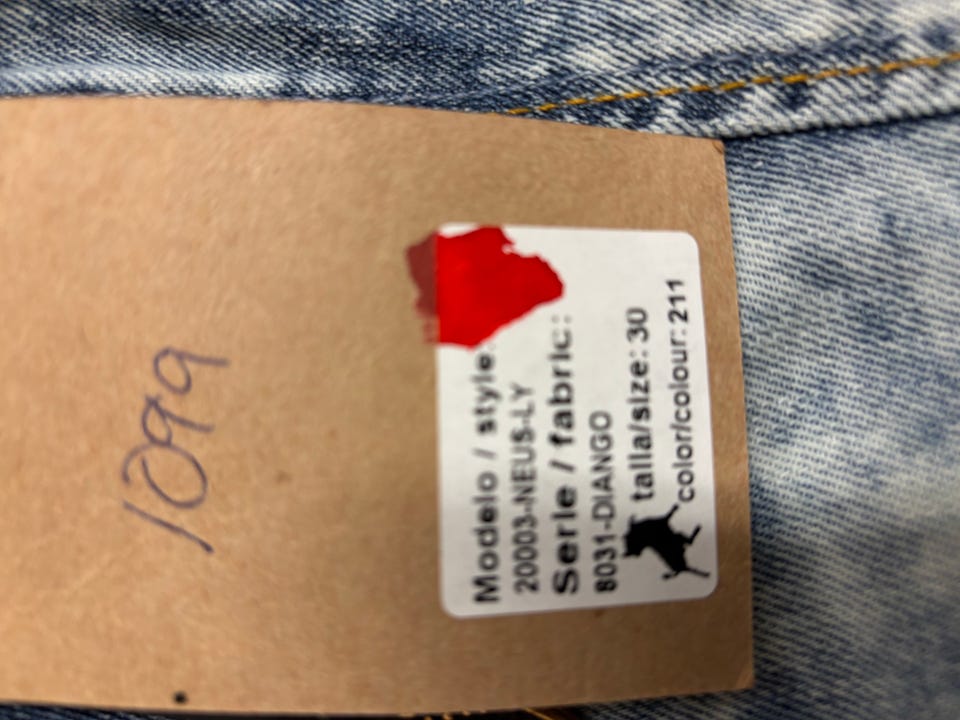 1099
Modelo / style:
20003-NEUS-LY
Serie / fabric::
8031-DIANGO
talla/size: 30
color/colour: 211